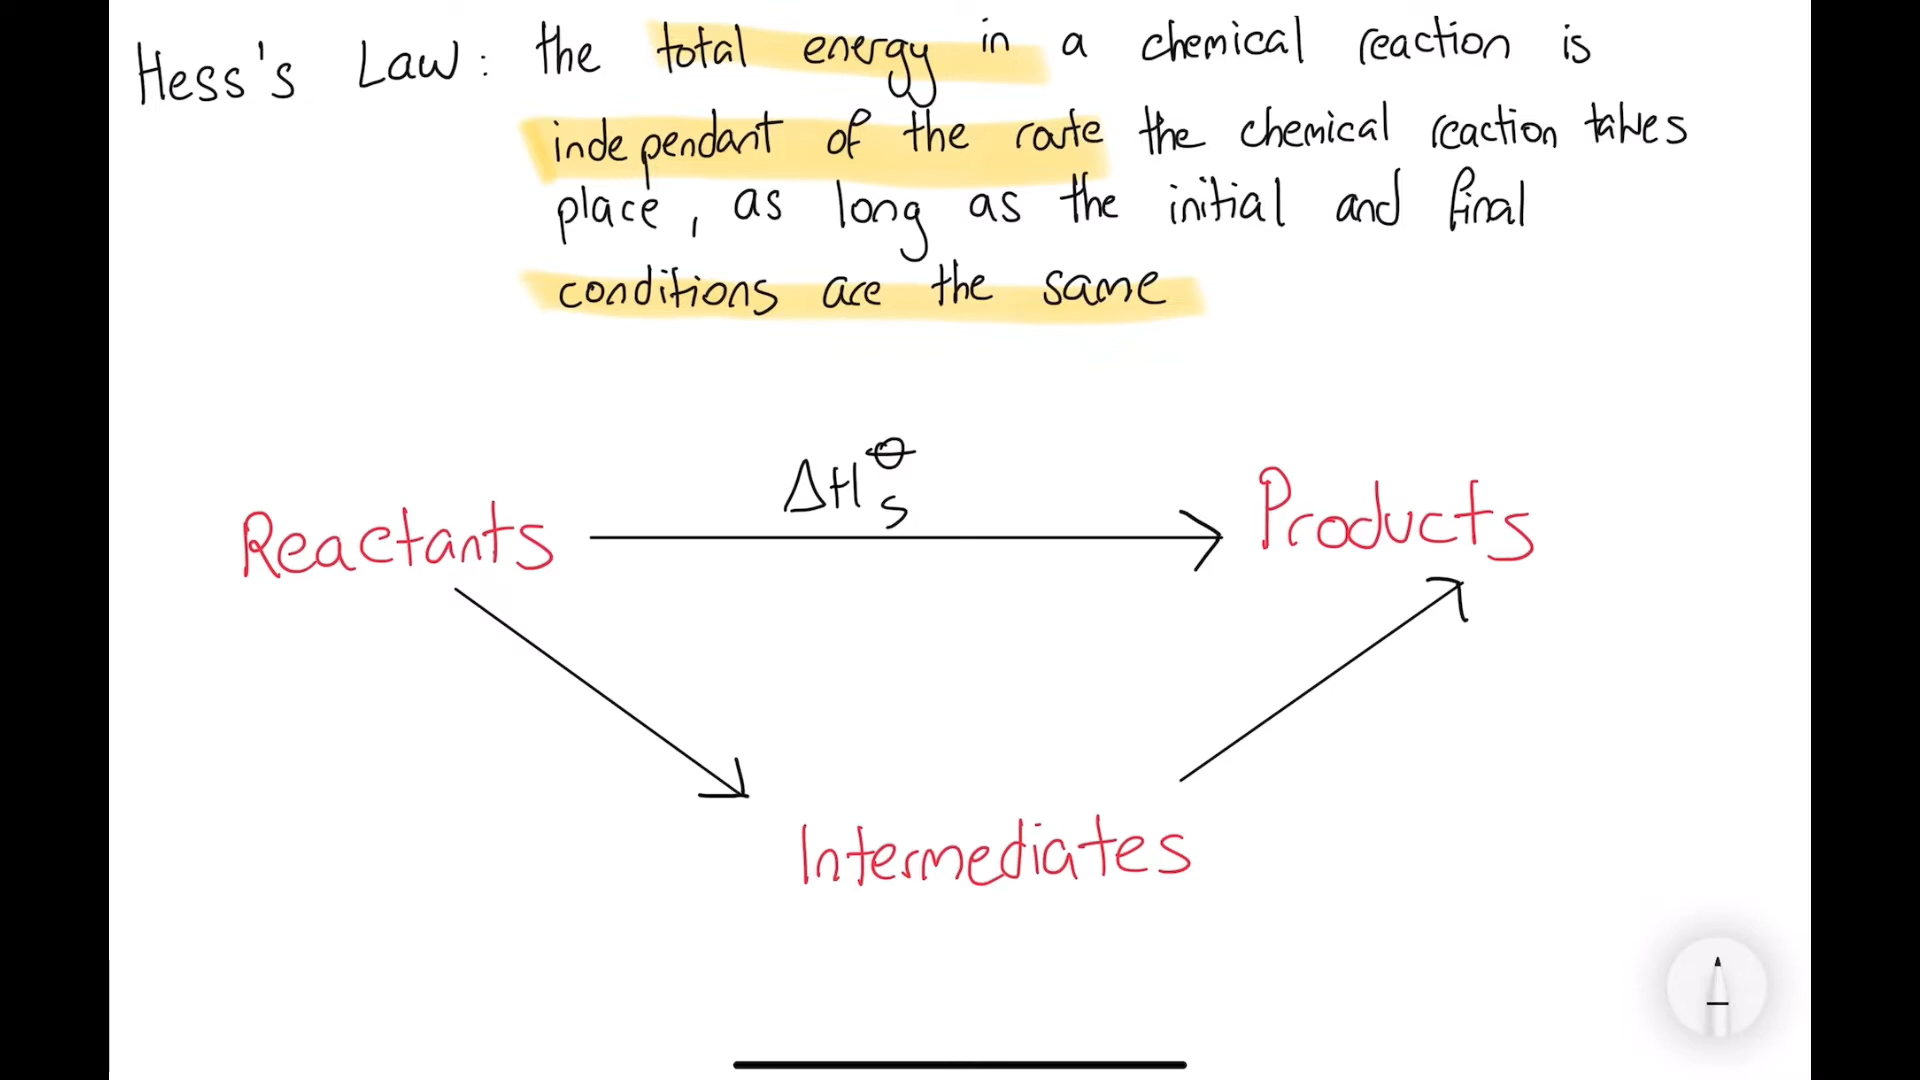 Hess's Law: the total energy in a chemical reaction is
independant of the route the chemical reaction takes
place, as long as the initial and final
conditions are the same
ΔH⦵s
Reactants
Products
Intermediates